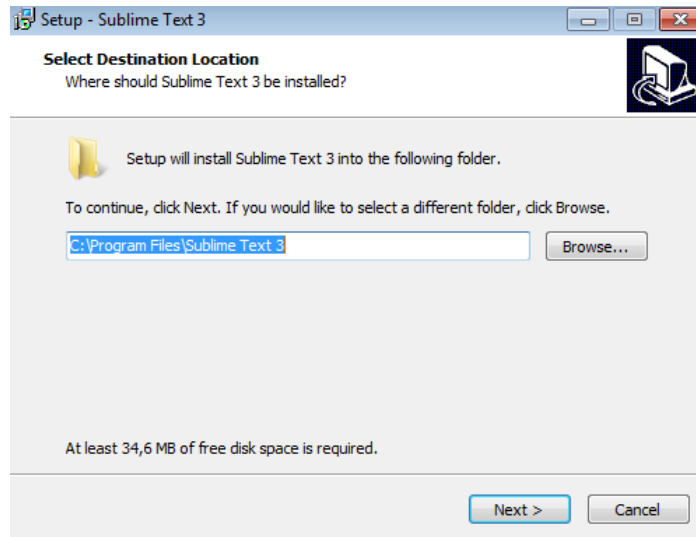 Setup - Sublime Text 3
Select Destination Location
Where should Sublime Text 3 be installed?
Setup will install Sublime Text 3 into the following folder.
To continue, click Next. If you would like to select a different folder, click Browse.
C:\Program Files\Sublime Text 3
Browse...
At least 34,6 MB of free disk space is required.
Next >
Cancel